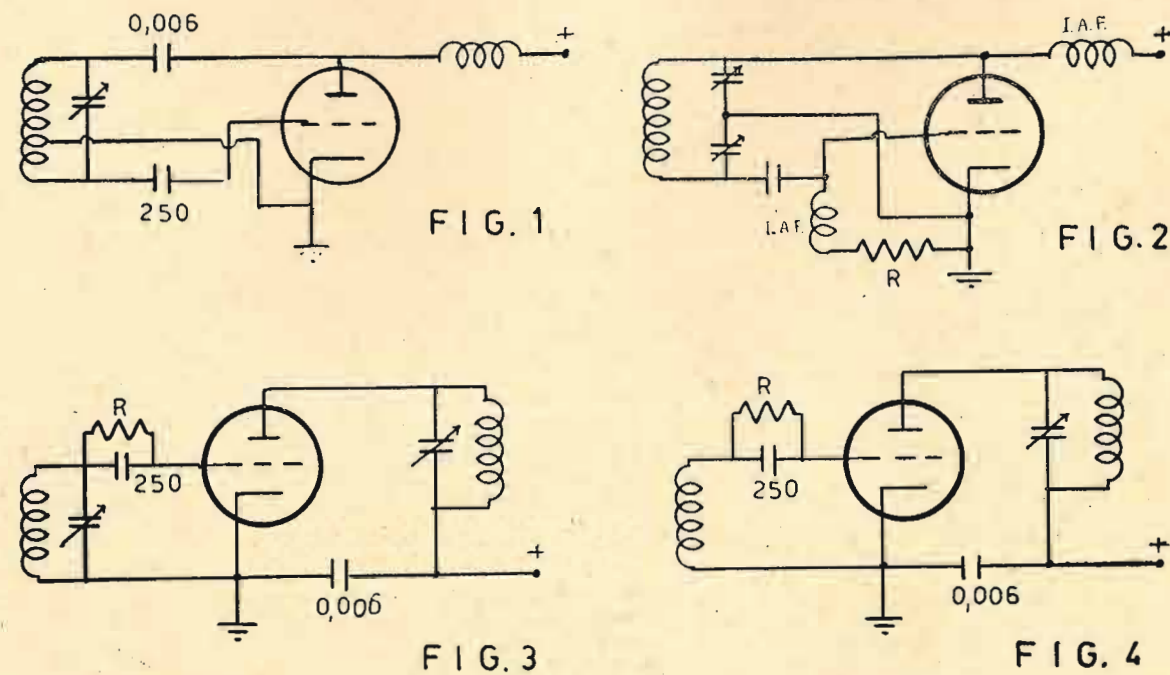 0,006
250
+
FIG. 1
I.A.F.
+
I.A.F.
R
FIG. 2
R
250
0,006
+
FIG. 3
R
250
0,006
+
FIG. 4